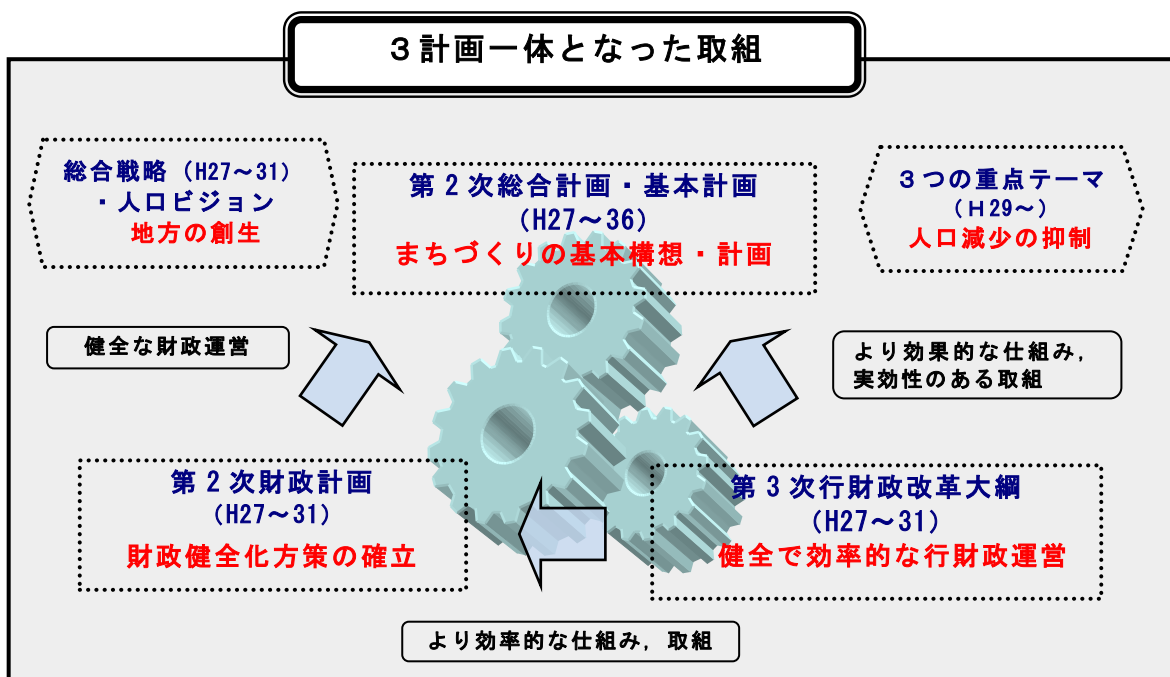 ３計画一体となった取組
総合戦略（H27～31）
・人口ビジョン
地方の創生
第２次総合計画・基本計画
（H27～36）
まちづくりの基本構想・計画
３つの重点テーマ
（Ｈ29～）
人口減少の抑制
健全な財政運営
より効果的な仕組み，
実効性のある取組
第２次財政計画
（H27～31）
財政健全化方策の確立
第３次行財政改革大綱
（H27～31）
健全で効率的な行財政運営
より効率的な仕組み，取組